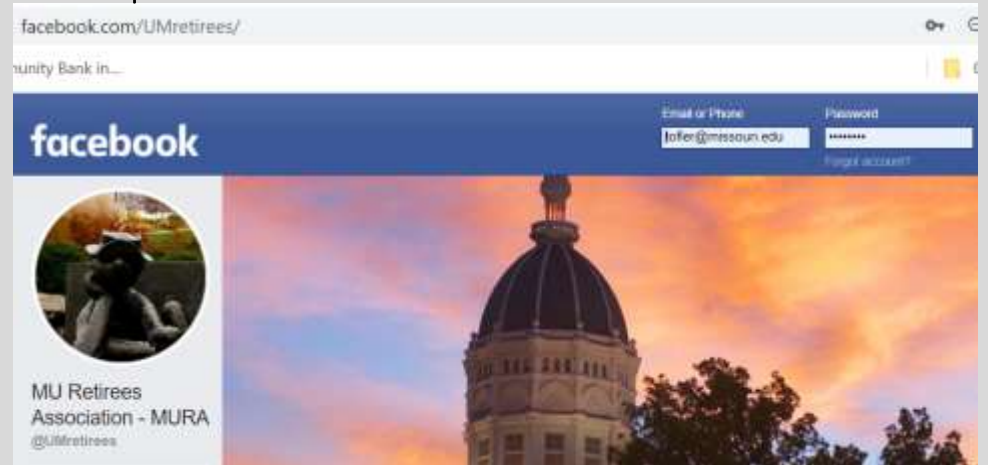 facebook.com/UMretirees/
unity Bank in...
facebook
Email or Phone
Password
lofler@missouri.edu
••••••••
Forgot account?
MU Retirees
Association - MURA
@UMretirees